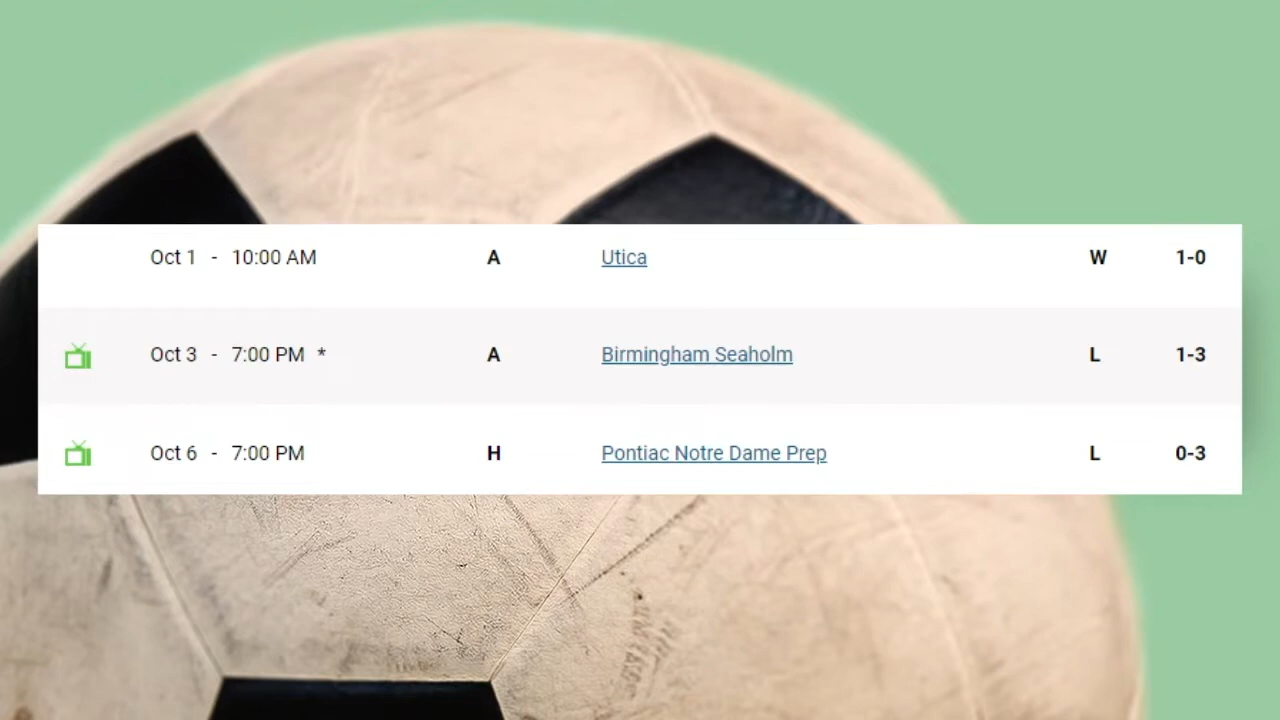 Oct 1 - 10:00 AM A Utica W 1-0
Oct 3 - 7:00 PM * A Birmingham Seaholm L 1-3
Oct 6 - 7:00 PM H Pontiac Notre Dame Prep L 0-3